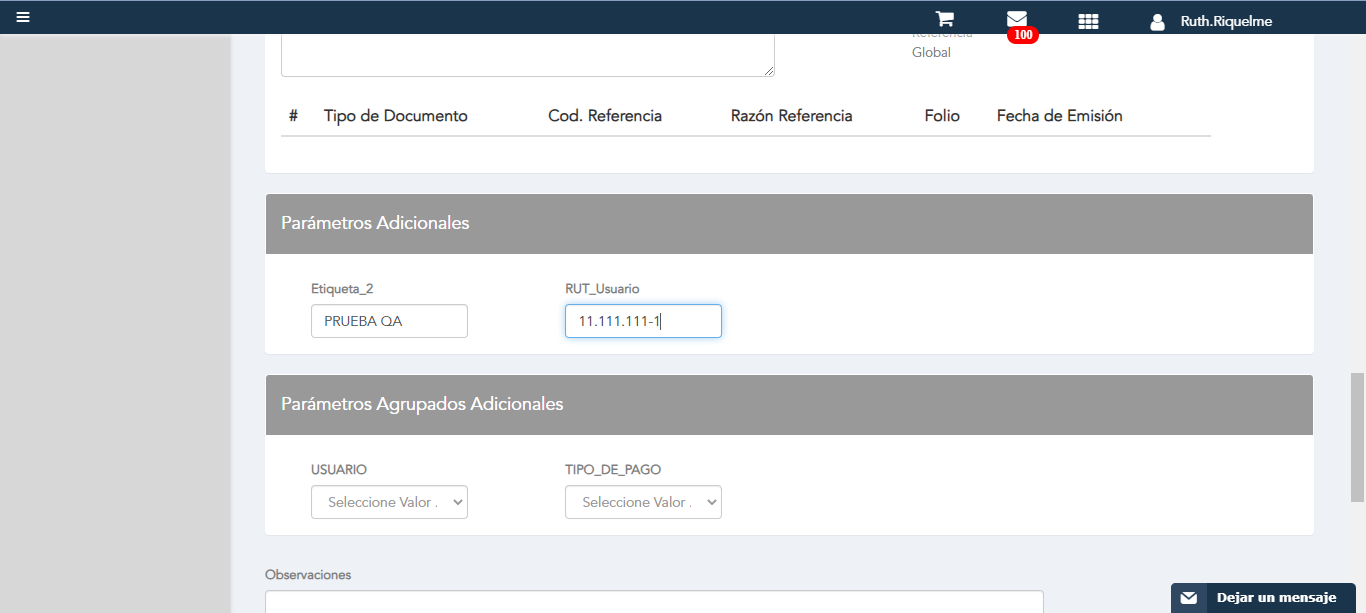 Ruth.Riquelme
100
Referencia
Global
# Tipo de Documento Cod. Referencia Razón Referencia Folio Fecha de Emisión
Parámetros Adicionales
Etiqueta_2 RUT_Usuario
PRUEBA QA 11.111.111-1
Parámetros Agrupados Adicionales
USUARIO TIPO_DE_PAGO
Seleccione Valor . Seleccione Valor .
Observaciones
Dejar un mensaje